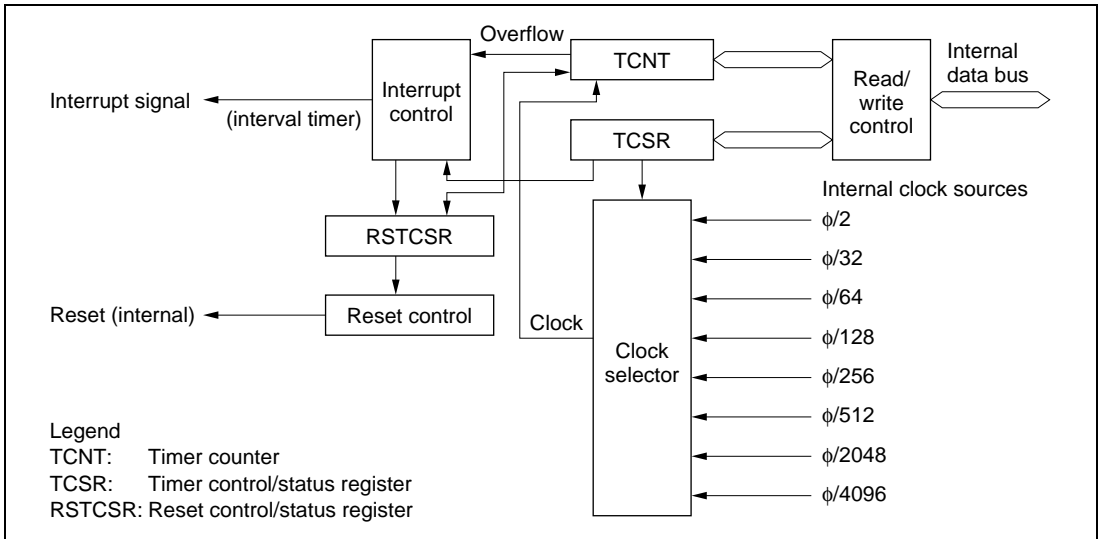 Overflow
TCNT
Internal
data bus
Read/
write
control
Interrupt
control
Interrupt signal
(interval timer)
TCSR
Internal clock sources
RSTCSR
ϕ/2
ϕ/32
ϕ/64
Reset (internal)
Reset control
Clock
ϕ/128
Clock
selector
ϕ/256
ϕ/512
ϕ/2048
ϕ/4096
Legend
TCNT: Timer counter
TCSR: Timer control/status register
RSTCSR: Reset control/status register